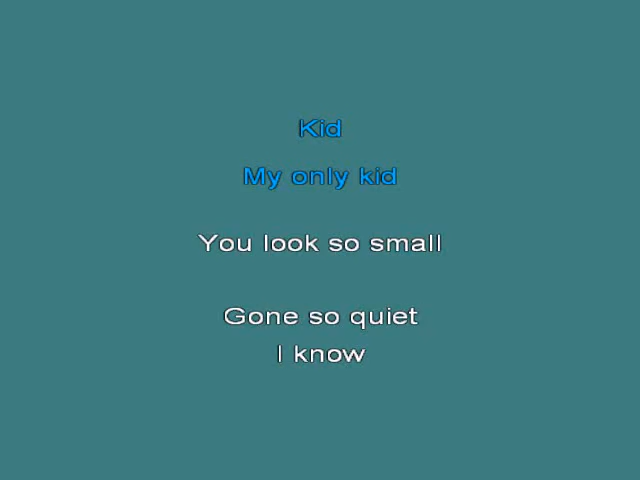 Kid
My only kid
You look so small
Gone so quiet
I know